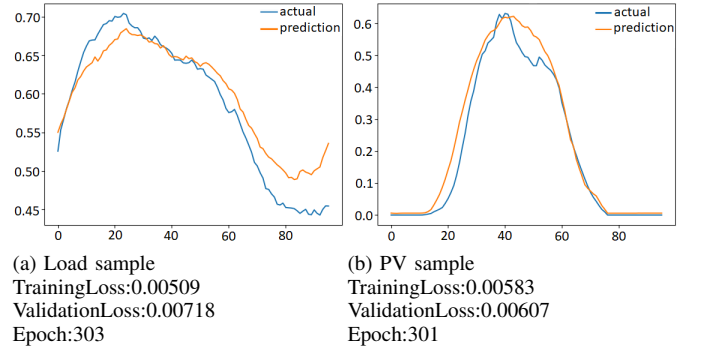 actual
prediction
0.70
0.65
0.60
0.55
0.50
0.45
0 20 40 60 80
actual
prediction
0.6
0.5
0.4
0.3
0.2
0.1
0.0
0 20 40 60 80
(a) Load sample
TrainingLoss:0.00509
ValidationLoss:0.00718
Epoch:303
(b) PV sample
TrainingLoss:0.00583
ValidationLoss:0.00607
Epoch:301